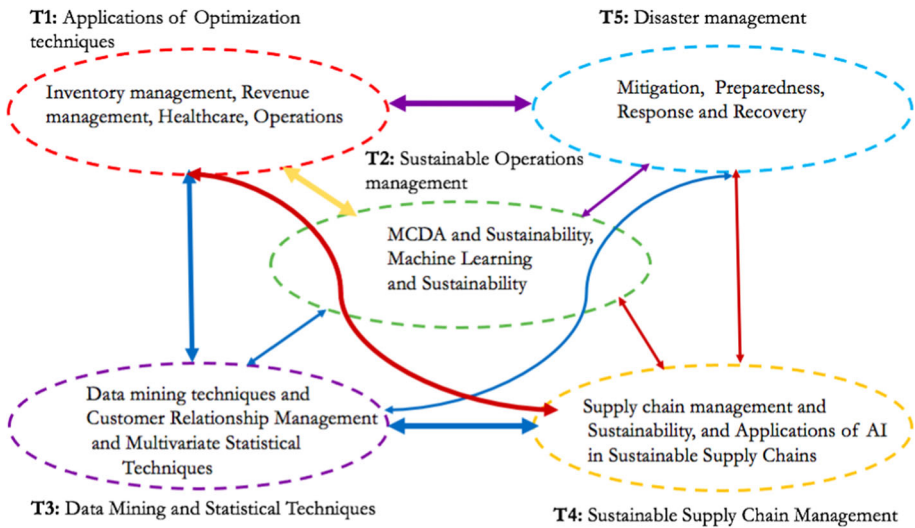 T1: Applications of Optimization
techniques
Inventory management, Revenue
management, Healthcare, Operations
T5: Disaster management
Mitigation, Preparedness,
Response and Recovery
T2: Sustainable Operations
management
MCDA and Sustainability,
Machine Learning
and Sustainability
Data mining techniques and
Customer Relationship Management
and Multivariate Statistical
Techniques
T3: Data Mining and Statistical Techniques
Supply chain management and
Sustainability, and Applications of AI
in Sustainable Supply Chains
T4: Sustainable Supply Chain Management